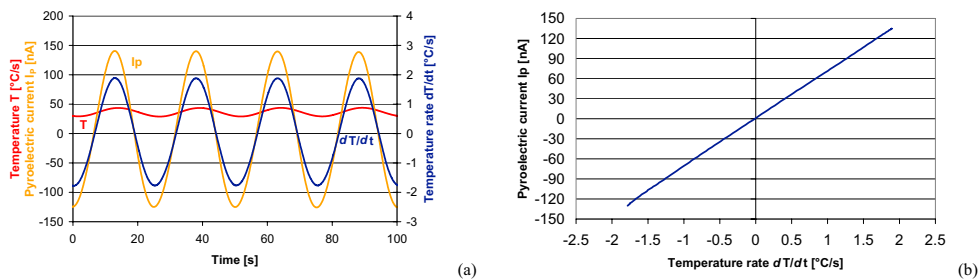 Temperature T [°C/s]
Pyroelectric current Ip [nA]
200
150
100
50
0
-50
-100
-150
Ip
T
dT/dt
4
3
2
1
0
-1
-2
-3
Temperature rate dT/dt [°C/s]
0 20 40 60 80 100
Time [s]
(a)
Pyroelectric current Ip [nA]
150
120
90
60
30
0
-30
-60
-90
-120
-150
-2.5 -2 -1.5 -1 -0.5 0 0.5 1 1.5 2 2.5
Temperature rate dT/dt [°C/s]
(b)